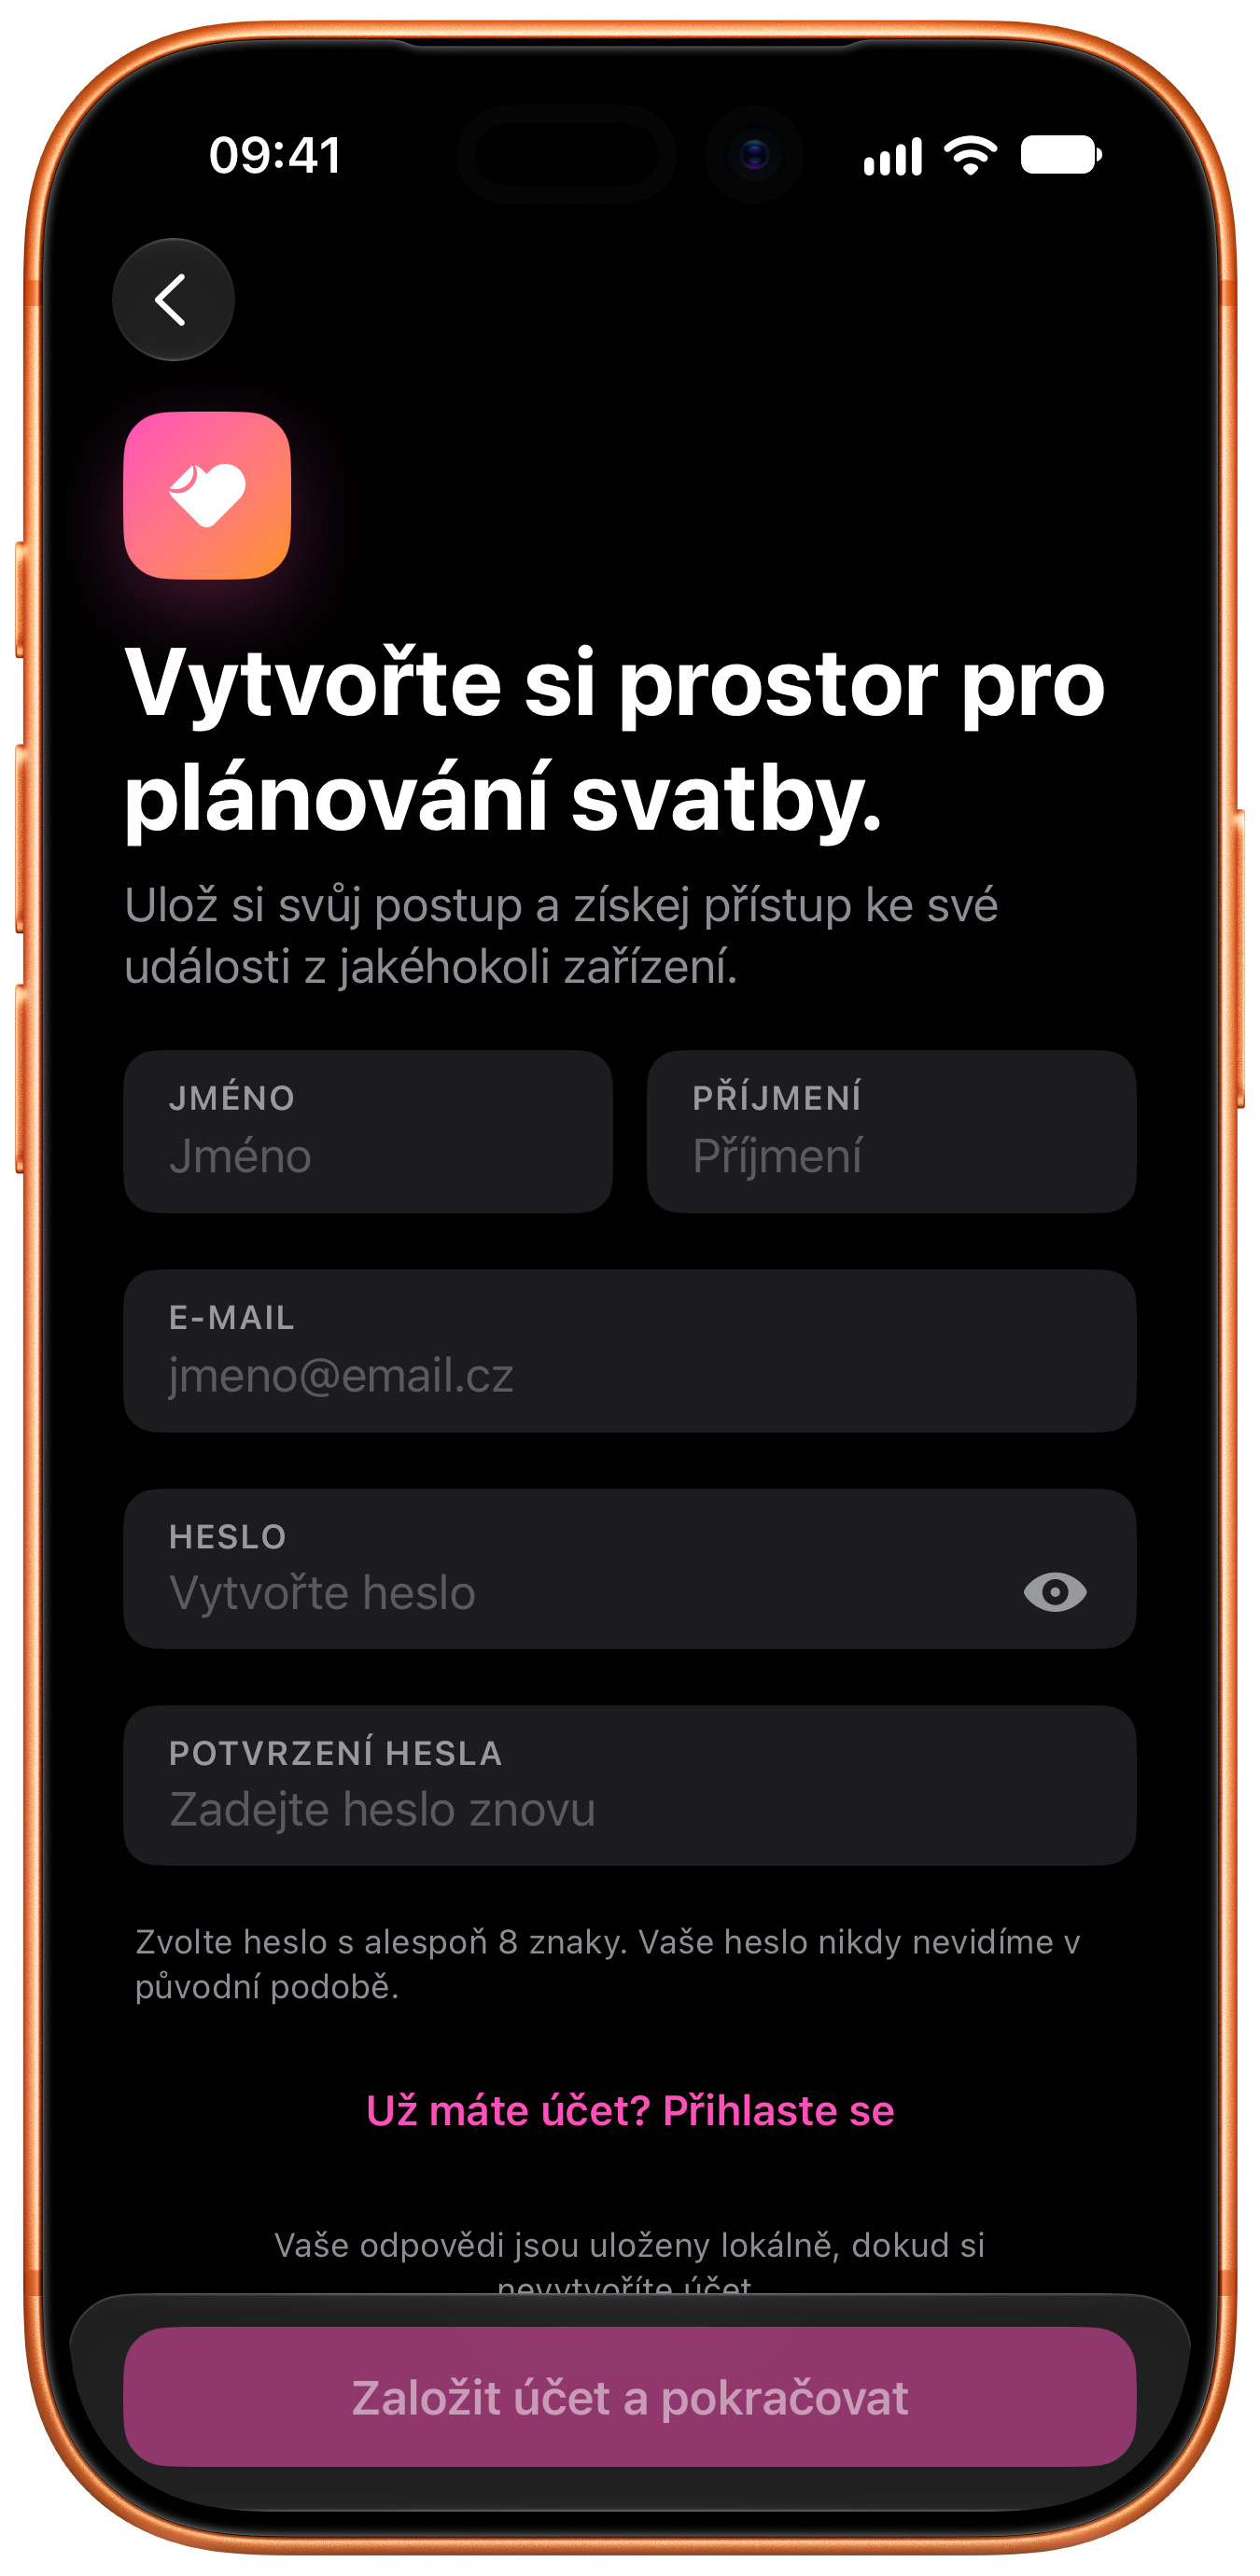 09:41
Vytvořte si prostor pro
plánování svatby.
Ulož si svůj postup a získej přístup ke své
události z jakéhokoli zařízení.
JMÉNO
Jméno
PŘÍJMENÍ
Příjmení
E-MAIL
jmeno@email.cz
HESLO
Vytvořte heslo
POTVRZENÍ HESLA
Zadejte heslo znovu
Zvolte heslo s alespoň 8 znaky. Vaše heslo nikdy nevidíme v
původní podobě.
Už máte účet? Přihlaste se
Vaše odpovědi jsou uloženy lokálně, dokud si
nevytvoříte účet
Založit účet a pokračovat